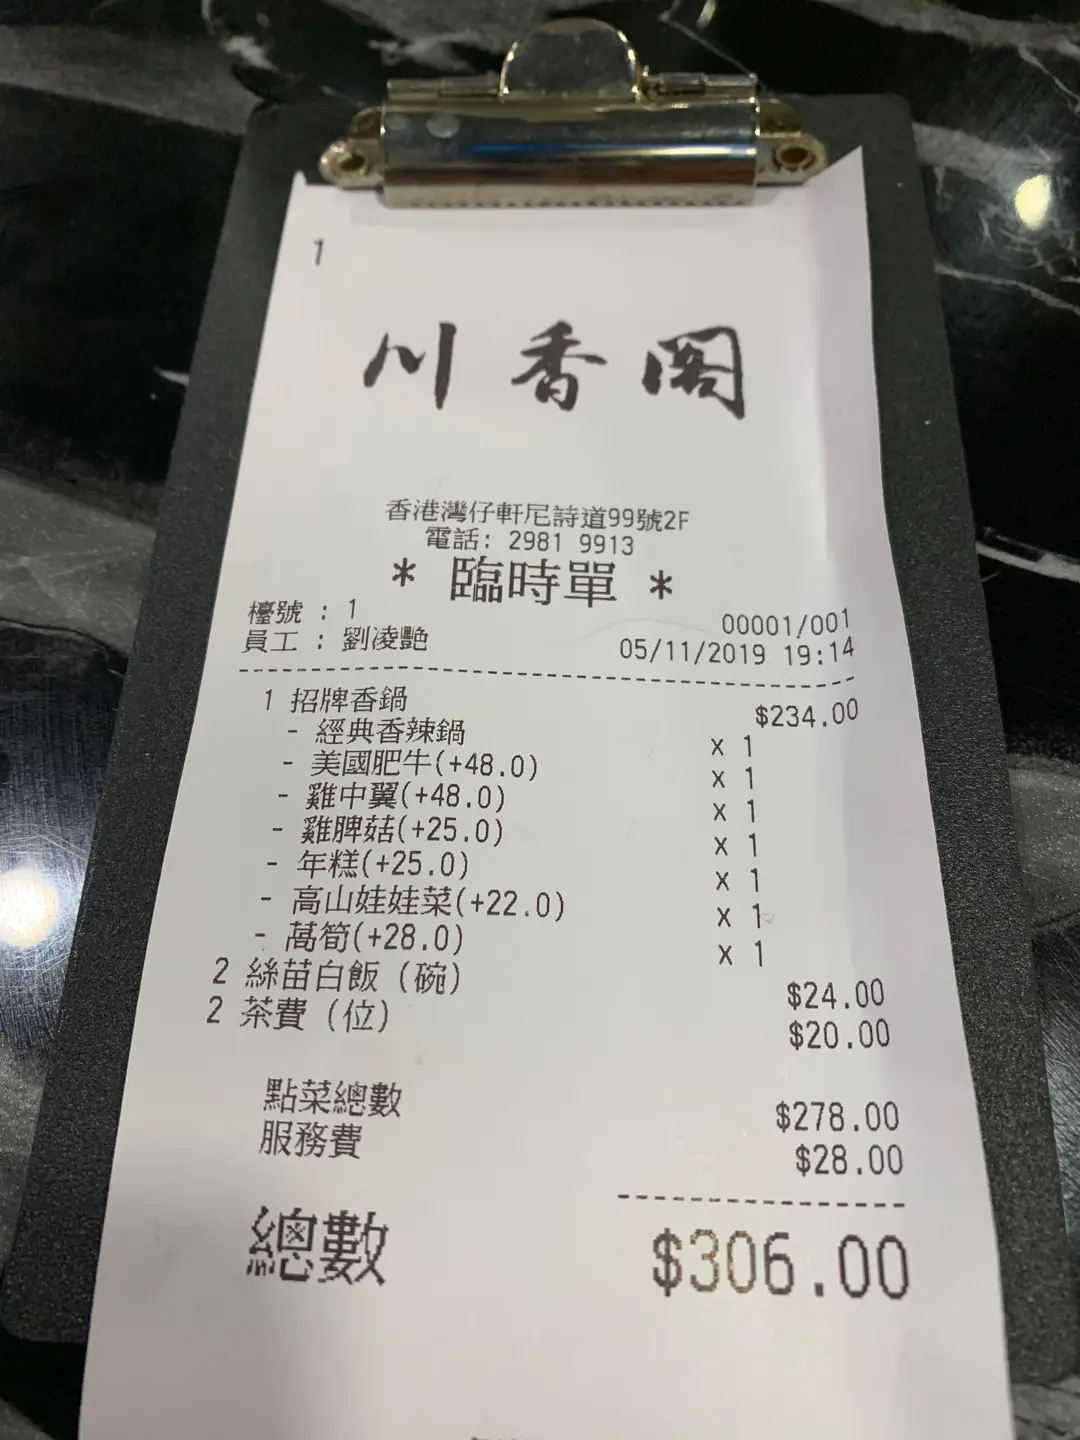 1
川香閣
香港灣仔軒尼詩道99號2F
電話: 2981 9913
* 臨時單 *
檯號 : 1 00001/001
員工 : 劉凌艷 05/11/2019 19:14
1 招牌香鍋 $234.00
- 經典香辣鍋 x 1
- 美國肥牛(+48.0) x 1
- 雞中翼(+48.0) x 1
- 雞脾菇(+25.0) x 1
- 年糕(+25.0) x 1
- 高山娃娃菜(+22.0) x 1
- 萵筍(+28.0) x 1
2 絲苗白飯 (碗) $24.00
2 茶費 (位) $20.00
點菜總數 $278.00
服務費 $28.00
總數 $306.00